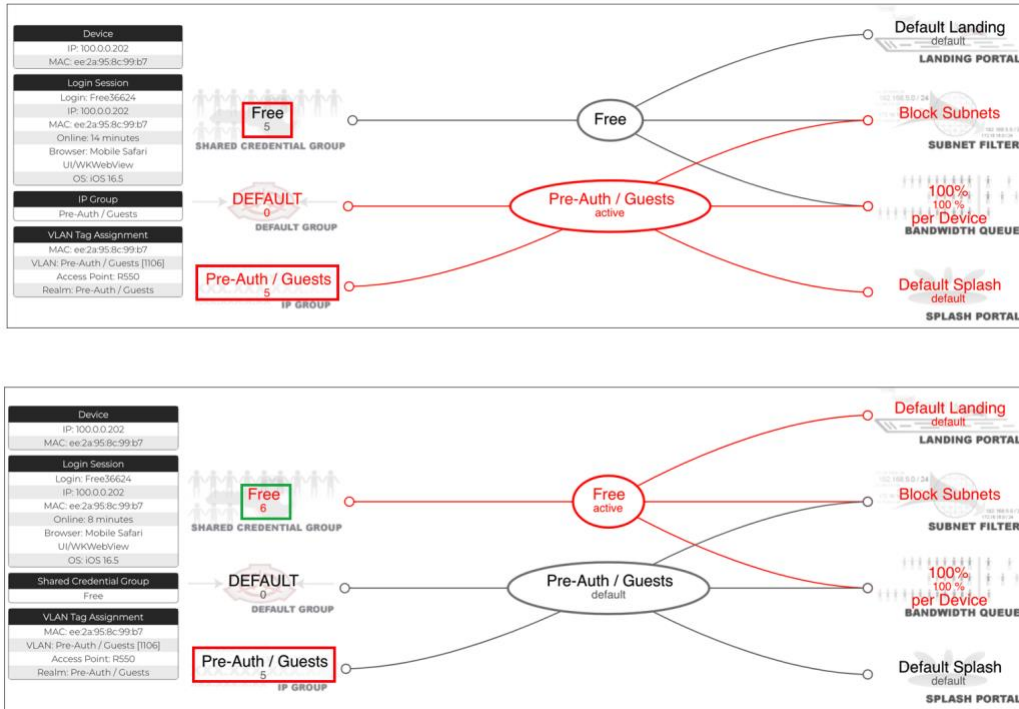 Device
IP: 100.0.0.202
MAC: ee:2a:95:8c:99:b7
Login Session
Login: Free36624
IP: 100.0.0.202
MAC: ee:2a:95:8c:99:b7
Online: 14 minutes
Browser: Mobile Safari
UI/WKWebView
OS: iOS 16.5
IP Group
Pre-Auth / Guests
VLAN Tag Assignment
MAC: ee:2a:95:8c:99:b7
VLAN: Pre-Auth / Guests [1106]
Access Point: R550
Realm: Pre-Auth / Guests
Free
5
SHARED CREDENTIAL GROUP
DEFAULT
0
DEFAULT GROUP
Pre-Auth / Guests
5
IP GROUP
Free
Pre-Auth / Guests
active
Default Landing
default
LANDING PORTAL
Block Subnets
SUBNET FILTER
100%
100 %
per Device
BANDWIDTH QUEUE
Default Splash
default
SPLASH PORTAL
Device
IP: 100.0.0.202
MAC: ee:2a:95:8c:99:b7
Login Session
Login: Free36624
IP: 100.0.0.202
MAC: ee:2a:95:8c:99:b7
Online: 8 minutes
Browser: Mobile Safari
UI/WKWebView
OS: iOS 16.5
Shared Credential Group
Free
VLAN Tag Assignment
MAC: ee:2a:95:8c:99:b7
VLAN: Pre-Auth / Guests [1106]
Access Point: R550
Realm: Pre-Auth / Guests
Free
6
SHARED CREDENTIAL GROUP
DEFAULT
0
DEFAULT GROUP
Pre-Auth / Guests
5
IP GROUP
Free
active
Pre-Auth / Guests
default
Default Landing
default
LANDING PORTAL
Block Subnets
SUBNET FILTER
100%
100 %
per Device
BANDWIDTH QUEUE
Default Splash
default
SPLASH PORTAL